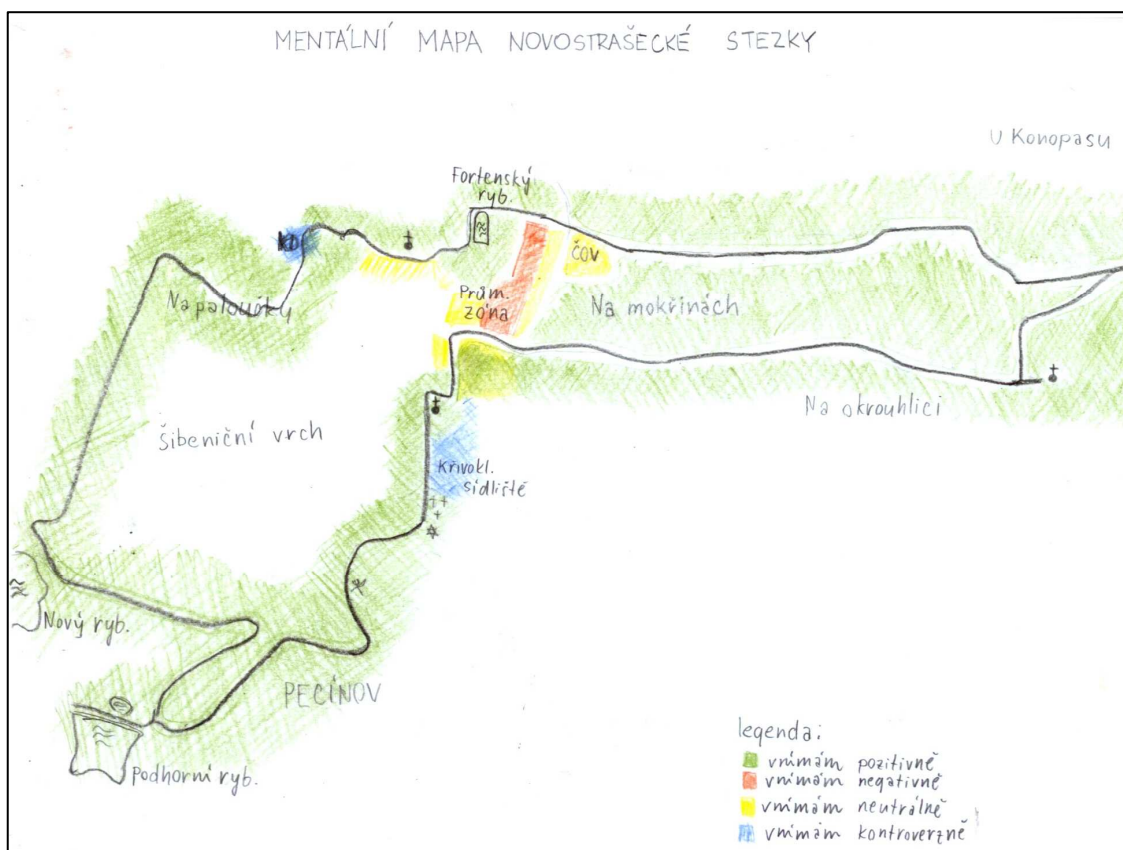 MENTÁLNÍ MAPA NOVOSTRAŠECKÉ STEZKY
U Konopasu
Fortenský
ryb.
KD
ČOV
Na paloučky
Prům.
zóna
Na mokřinách
Na okrouhlici
Šibeniční vrch
Křivokl.
sídliště
Nový ryb.
PECÍNOV
Podhorní ryb.
legenda:
vnímám pozitivně
vnímám negativně
vnímám neutrálně
vnímám kontroverzně